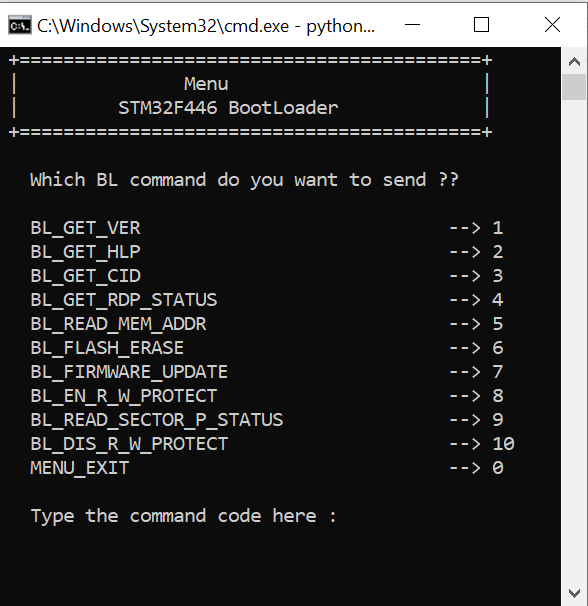 C:\Windows\System32\cmd.exe - python...
+==========================================+
|               Menu                       |
|         STM32F446 BootLoader             |
+==========================================+
Which BL command do you want to send ??
BL_GET_VER                            --> 1
BL_GET_HLP                            --> 2
BL_GET_CID                            --> 3
BL_GET_RDP_STATUS                     --> 4
BL_READ_MEM_ADDR                      --> 5
BL_FLASH_ERASE                        --> 6
BL_FIRMWARE_UPDATE                    --> 7
BL_EN_R_W_PROTECT                     --> 8
BL_READ_SECTOR_P_STATUS               --> 9
BL_DIS_R_W_PROTECT                    --> 10
MENU_EXIT                             --> 0
Type the command code here :